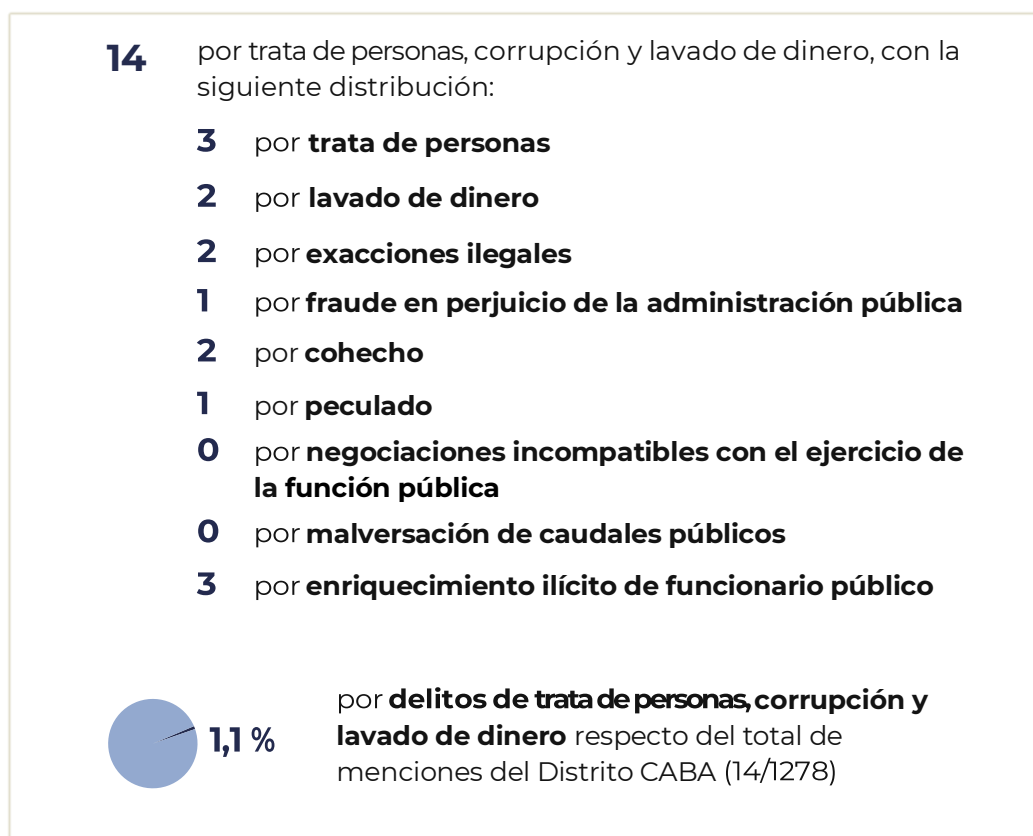 14 por trata de personas, corrupción y lavado de dinero, con la
siguiente distribución:
3 por trata de personas
2 por lavado de dinero
2 por exacciones ilegales
1 por fraude en perjuicio de la administración pública
2 por cohecho
1 por peculado
0 por negociaciones incompatibles con el ejercicio de
la función pública
0 por malversación de caudales públicos
3 por enriquecimiento ilícito de funcionario público
1,1 %
por delitos de trata de personas, corrupción y
lavado de dinero respecto del total de
menciones del Distrito CABA (14/1278)